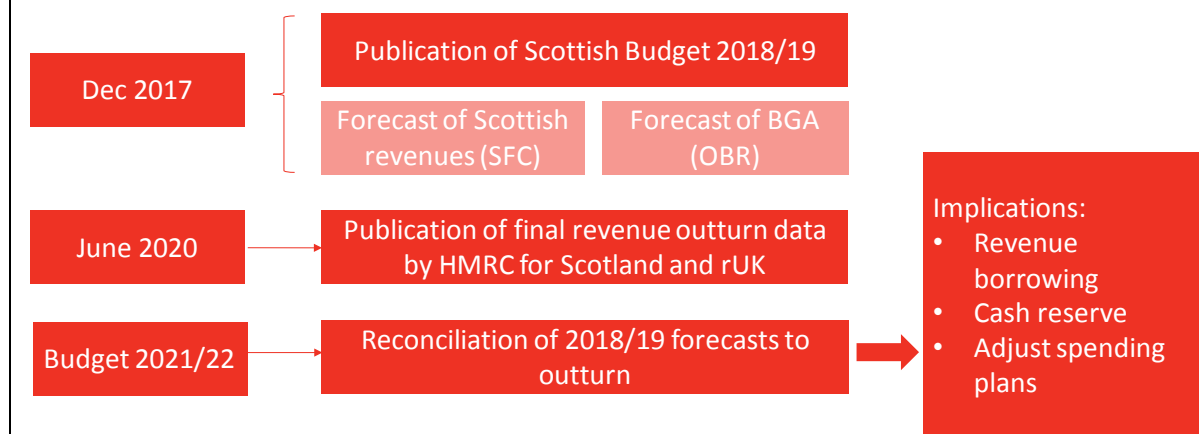 Dec 2017
Publication of Scottish Budget 2018/19
Forecast of Scottish
revenues (SFC)
Forecast of BGA
(OBR)
June 2020
Publication of final revenue outturn data
by HMRC for Scotland and rUK
Budget 2021/22
Reconciliation of 2018/19 forecasts to
outturn
Implications:
• Revenue
borrowing
• Cash reserve
• Adjust spending
plans